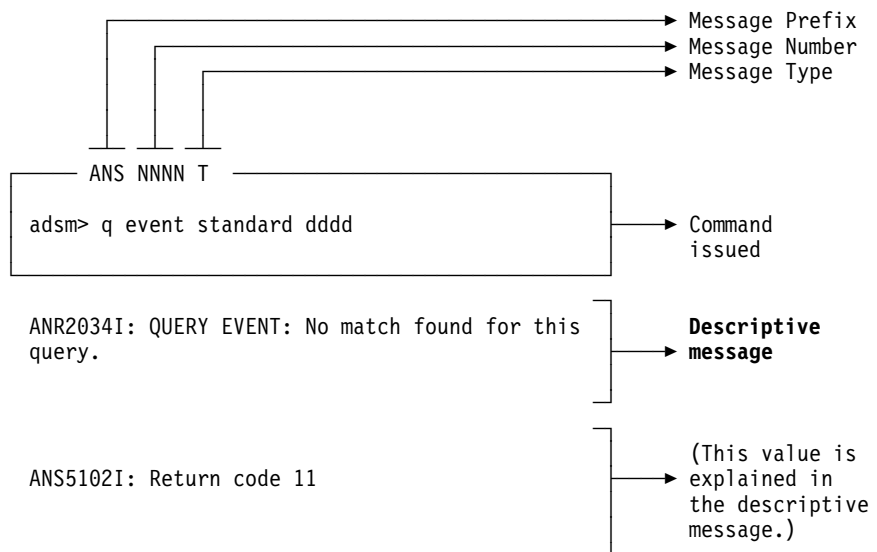 Message Prefix
Message Number
Message Type
ANS NNNN T
adsm> q event standard dddd
Command
issued
ANR2034I: QUERY EVENT: No match found for this
query.
Descriptive
message
ANS5102I: Return code 11
(This value is
explained in
the descriptive
message.)